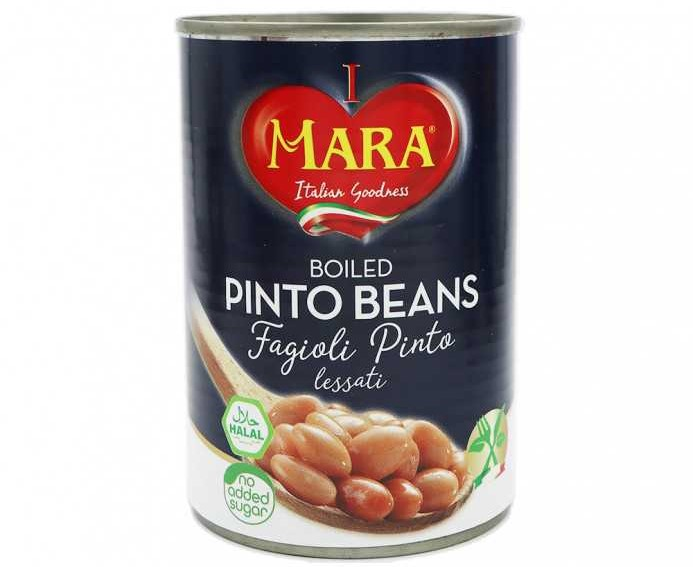 I
MARA®
Italian Goodness
BOILED
PINTO BEANS
Fagioli Pinto
lessati
حلال
HALAL
no
added
sugar